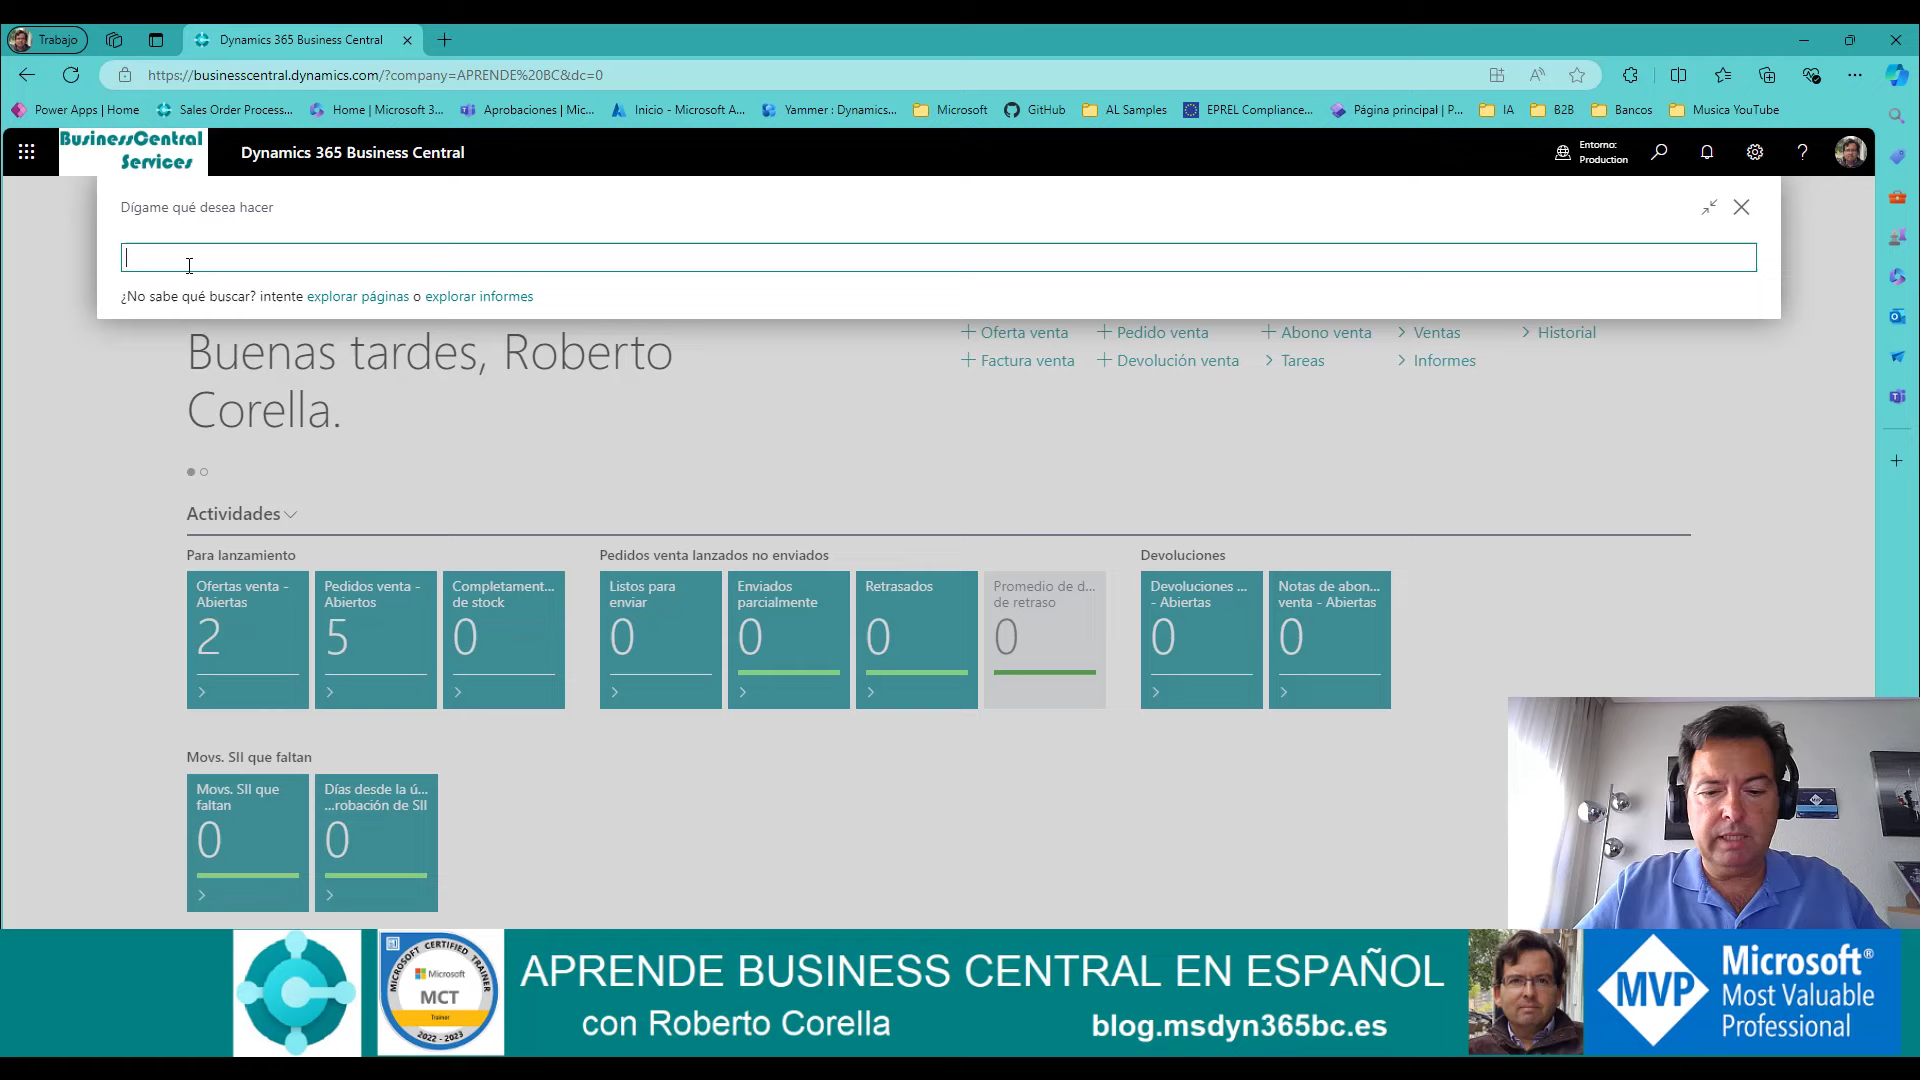 Trabajo
Dynamics 365 Business Central
https://businesscentral.dynamics.com/?company=APRENDE%20BC&dc=0
Power Apps | Home
Sales Order Process...
Home | Microsoft 3...
Aprobaciones | Mic...
Inicio - Microsoft A...
Yammer : Dynamics...
Microsoft
GitHub
AL Samples
EPREL Compliance...
Página principal | P...
IA
B2B
Bancos
Musica YouTube
BusinessCentral
Services
Dynamics 365 Business Central
Entorno:
Production
Dígame qué desea hacer
¿No sabe qué buscar? intente explorar páginas o explorar informes
Buenas tardes, Roberto
Corella.
+ Oferta venta
+ Pedido venta
+ Abono venta
> Ventas
> Historial
+ Factura venta
+ Devolución venta
> Tareas
> Informes
Actividades
Para lanzamiento
Pedidos venta lanzados no enviados
Devoluciones
Ofertas venta -
Abiertas
2
Pedidos venta -
Abiertos
5
Completament...
de stock
0
Listos para
enviar
0
Enviados
parcialmente
0
Retrasados
0
Promedio de d...
de retraso
0
Devoluciones ...
- Abiertas
0
Notas de abon...
venta - Abiertas
0
Movs. SII que faltan
Movs. SII que
faltan
0
Días desde la ú...
...robación de SII
0
MICROSOFT CERTIFIED TRAINER
Microsoft
MCT
Trainer
2022 - 2023
APRENDE BUSINESS CENTRAL EN ESPAÑOL
con Roberto Corella
blog.msdyn365bc.es
MVP
Microsoft®
Most Valuable
Professional